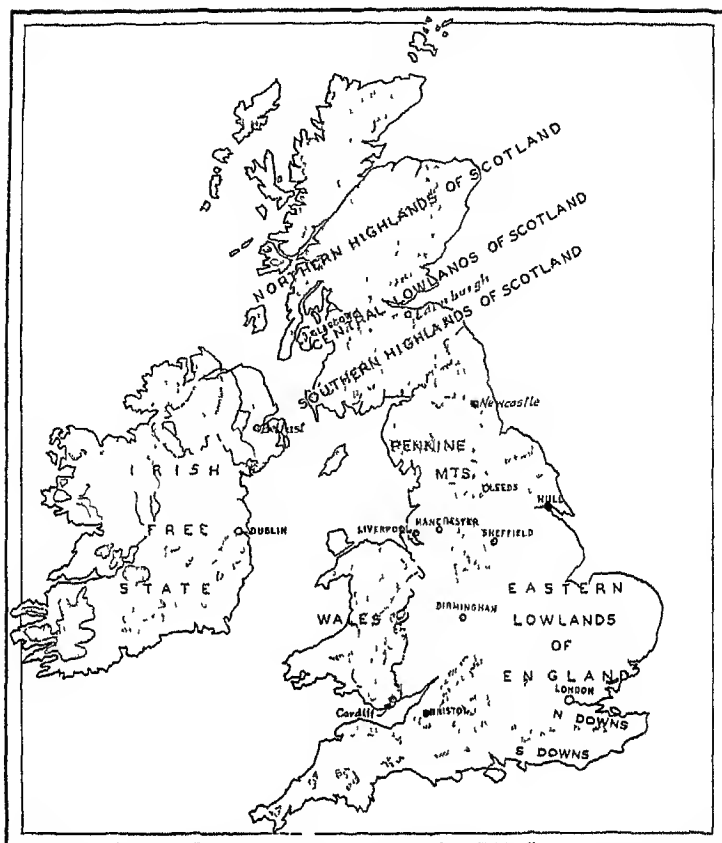 NORTHERN HIGHLANDS OF SCOTLAND
CENTRAL LOWLANDS OF SCOTLAND
Edinburgh
Glasgow
SOUTHERN HIGHLANDS OF SCOTLAND
Newcastle
Belfast
PENNINE
MTS.
IRISH
LEEDS
HULL
FREE
DUBLIN
LIVERPOOL
MANCHESTER
SHEFFIELD
STATE
EASTERN
BIRMINGHAM
WALES
LOWLANDS
OF
ENGLAND
LONDON
Cardiff
BRISTOL
N DOWNS
S DOWNS